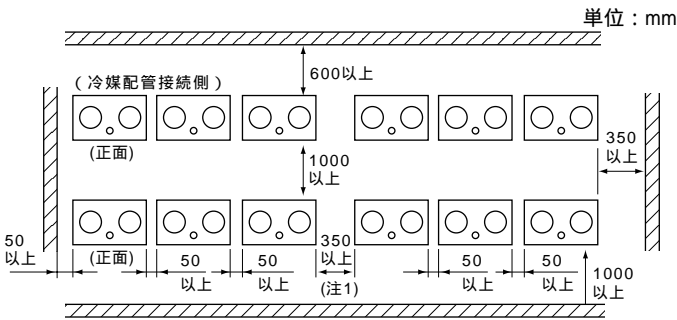 単位：mm
600以上
（冷媒配管接続側）
350
以上
(正面)
1000
以上
50
以上
(正面)
50
以上
50
以上
350
以上
(注1)
50
以上
50
以上
1000
以上